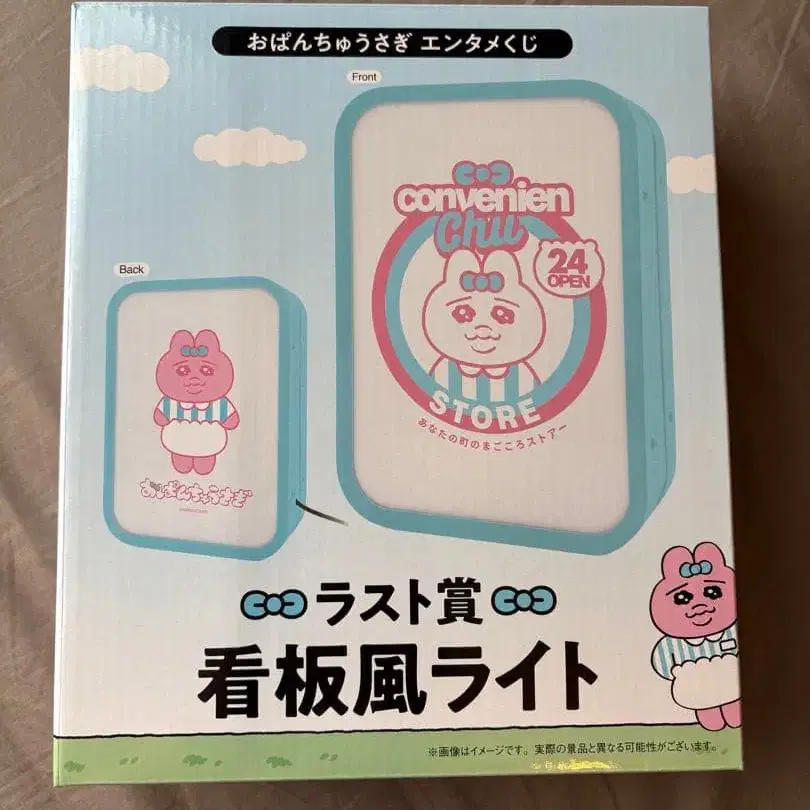 おぱんちゅうさぎ エンタメくじ
Front
convenien
Chu
24
OPEN
STORE
あなたの町のまごころストアー
Back
おぱんちゅうさぎ
ラスト賞
看板風ライト
※画像はイメージです。実際の景品と異なる可能性がございます。